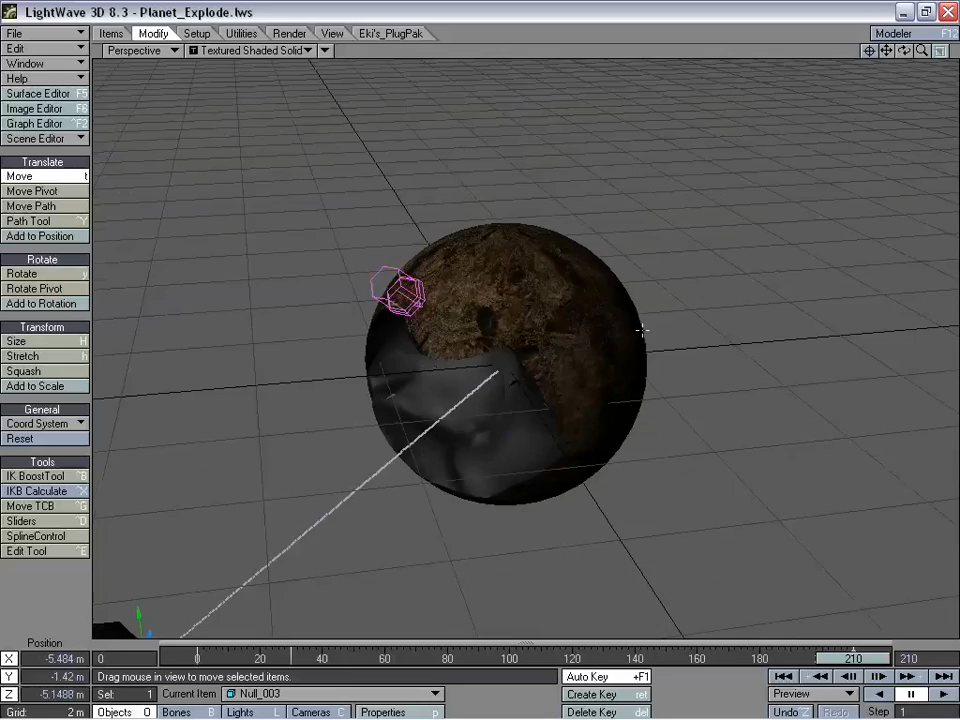 LightWave 3D 8.3 - Planet_Explode.lws
File Items Modify Setup Utilities Render View Eki's_PlugPak Modeler F12
Edit Perspective Textured Shaded Solid
Window
Help
Surface Editor F5
Image Editor F6
Graph Editor ^F2
Scene Editor
Translate
Move t
Move Pivot
Move Path
Path Tool ^Y
Add to Position
Rotate
Rotate y
Rotate Pivot
Add to Rotation
Transform
Size H
Stretch h
Squash
Add to Scale
General
Coord System
Reset
Tools
IK BoostTool ^B
IKB Calculate ^X
Move TCB ^G
Sliders ^D
SplineControl
Edit Tool ^E
Position
X -5.484 m 0 0 20 40 60 80 100 120 140 160 180 210 210
Y -1.42 m Drag mouse in view to move selected items. Auto Key +F1
Z -5.1488 m Sel: 1 Current Item Null_003 Create Key ret Preview
Grid: 2 m Objects O Bones B Lights L Cameras C Properties p Delete Key del Undo ^Z Redo Step 1